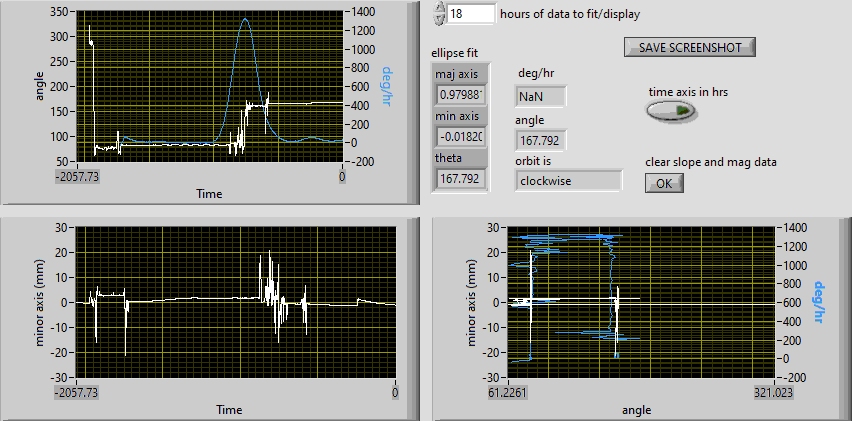 350
300
250
200
150
100
50
angle
1400
1200
1000
800
600
400
200
0
-200
deg/hr
-2057.73
0
Time
18
hours of data to fit/display
SAVE SCREENSHOT
ellipse fit
maj axis
0.97988
min axis
-0.01820
theta
167.792
deg/hr
NaN
angle
167.792
orbit is
clockwise
time axis in hrs
clear slope and mag data
OK
30
20
10
0
-10
-20
-30
minor axis (mm)
-2057.73
0
Time
30
20
10
0
-10
-20
-30
minor axis (mm)
1400
1200
1000
800
600
400
200
0
-200
deg/hr
61.2261
321.023
angle